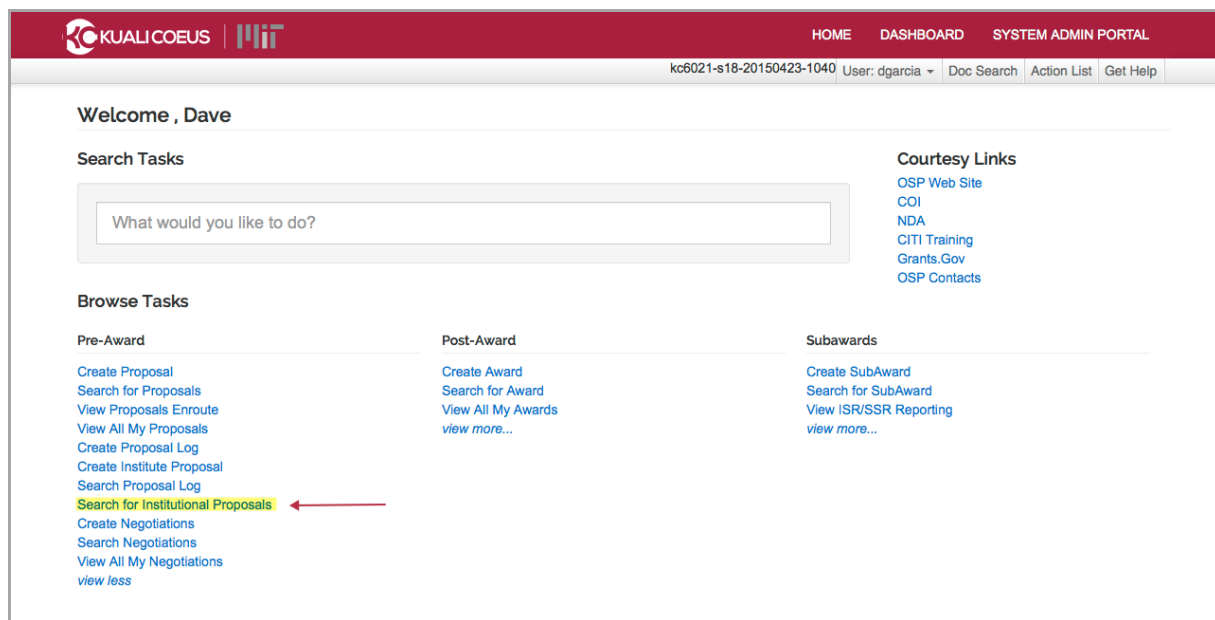 KC KUALI COEUS | MIT
HOME DASHBOARD SYSTEM ADMIN PORTAL
kc6021-s18-20150423-1040 User: dgarcia Doc Search Action List Get Help
Welcome , Dave
Search Tasks
What would you like to do?
Courtesy Links
OSP Web Site
COI
NDA
CITI Training
Grants.Gov
OSP Contacts
Browse Tasks
Pre-Award
Create Proposal
Search for Proposals
View Proposals Enroute
View All My Proposals
Create Proposal Log
Create Institute Proposal
Search Proposal Log
Search for Institutional Proposals
Create Negotiations
Search Negotiations
View All My Negotiations
view less
Post-Award
Create Award
Search for Award
View All My Awards
view more...
Subawards
Create SubAward
Search for SubAward
View ISR/SSR Reporting
view more...